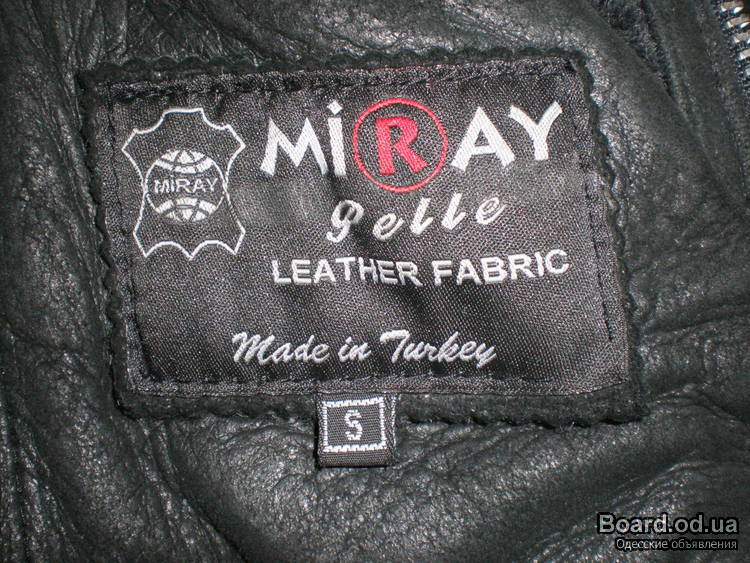 MiRAY
MiRAY
Pelle
LEATHER FABRIC
Made in Turkey
S
Board.od.ua
Одесские объявления